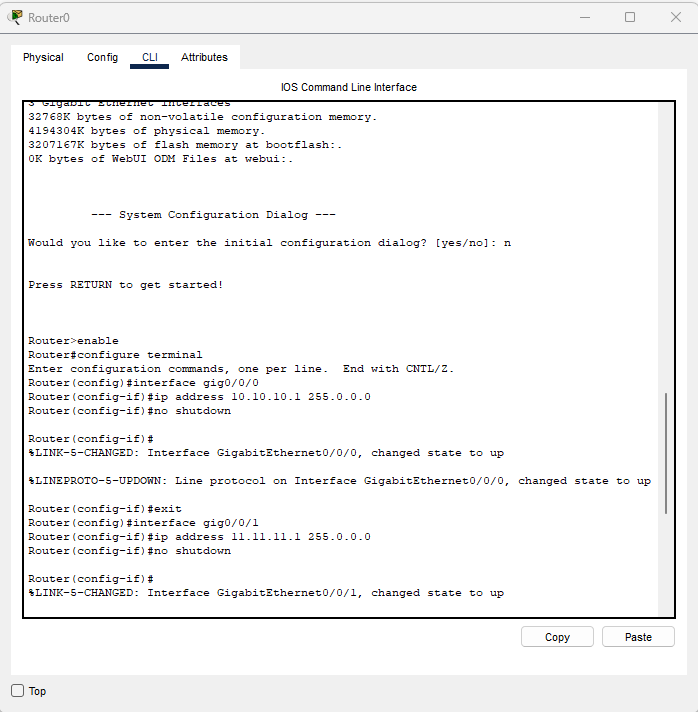 Router0
Physical Config CLI Attributes
IOS Command Line Interface
3 Gigabit Ethernet interfaces
32768K bytes of non-volatile configuration memory.
4194304K bytes of physical memory.
3207167K bytes of flash memory at bootflash:.
0K bytes of WebUI ODM Files at webui:.
--- System Configuration Dialog ---
Would you like to enter the initial configuration dialog? [yes/no]: n
Press RETURN to get started!
Router>enable
Router#configure terminal
Enter configuration commands, one per line.  End with CNTL/Z.
Router(config)#interface gig0/0/0
Router(config-if)#ip address 10.10.10.1 255.0.0.0
Router(config-if)#no shutdown
Router(config-if)#
%LINK-5-CHANGED: Interface GigabitEthernet0/0/0, changed state to up
%LINEPROTO-5-UPDOWN: Line protocol on Interface GigabitEthernet0/0/0, changed state to up
Router(config-if)#exit
Router(config)#interface gig0/0/1
Router(config-if)#ip address 11.11.11.1 255.0.0.0
Router(config-if)#no shutdown
Router(config-if)#
%LINK-5-CHANGED: Interface GigabitEthernet0/0/1, changed state to up
Copy Paste
Top